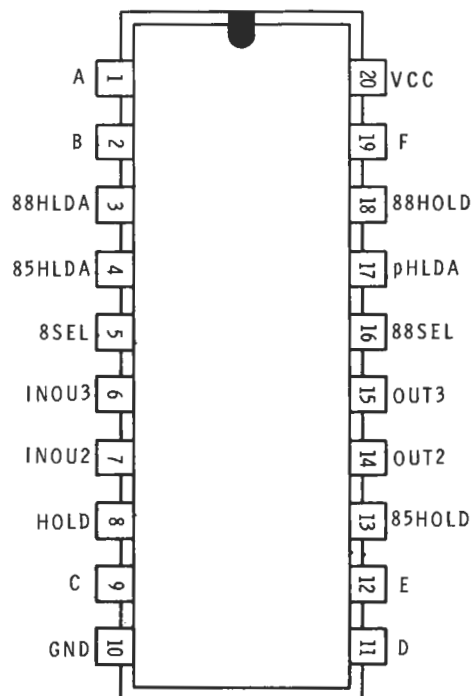 A 1 20 VCC
B 2 19 F
88HLDA 3 18 88HOLD
85HLDA 4 17 pHLDA
8SEL 5 16 88SEL
INOU3 6 15 OUT3
INOU2 7 14 OUT2
HOLD 8 13 85HOLD
C 9 12 E
GND 10 11 D